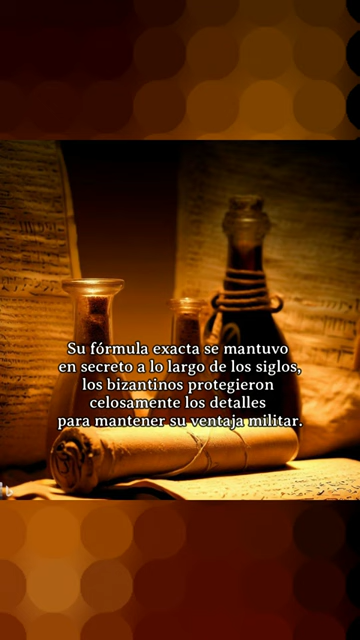 Su fórmula exacta se mantuvo
en secreto a lo largo de los siglos,
los bizantinos protegieron
celosamente los detalles
para mantener su ventaja militar.